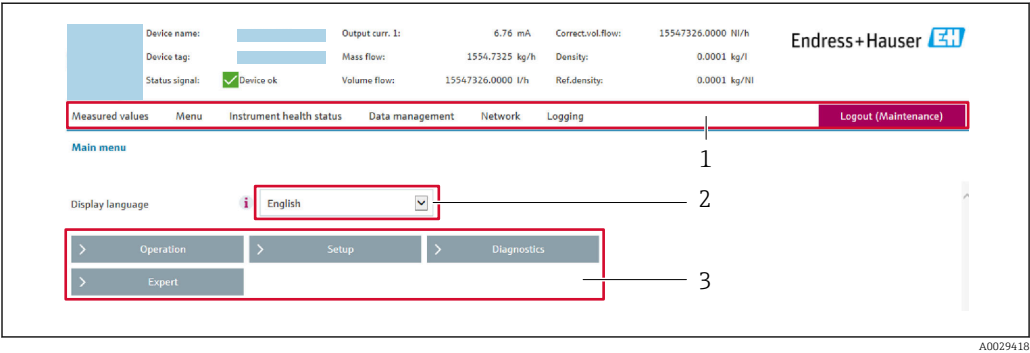 Device name: Output curr. 1: 6.76 mA Correct.vol.flow: 15547326.0000 Nl/h
Device tag: Mass flow: 1554.7325 kg/h Density: 0.0001 kg/l
Status signal: Device ok Volume flow: 15547326.0000 l/h Ref.density: 0.0001 kg/Nl
Endress+Hauser EH
Measured values Menu Instrument health status Data management Network Logging Logout (Maintenance)
1
Main menu
Display language i English 2
> Operation > Setup > Diagnostics
> Expert 3
A0029418